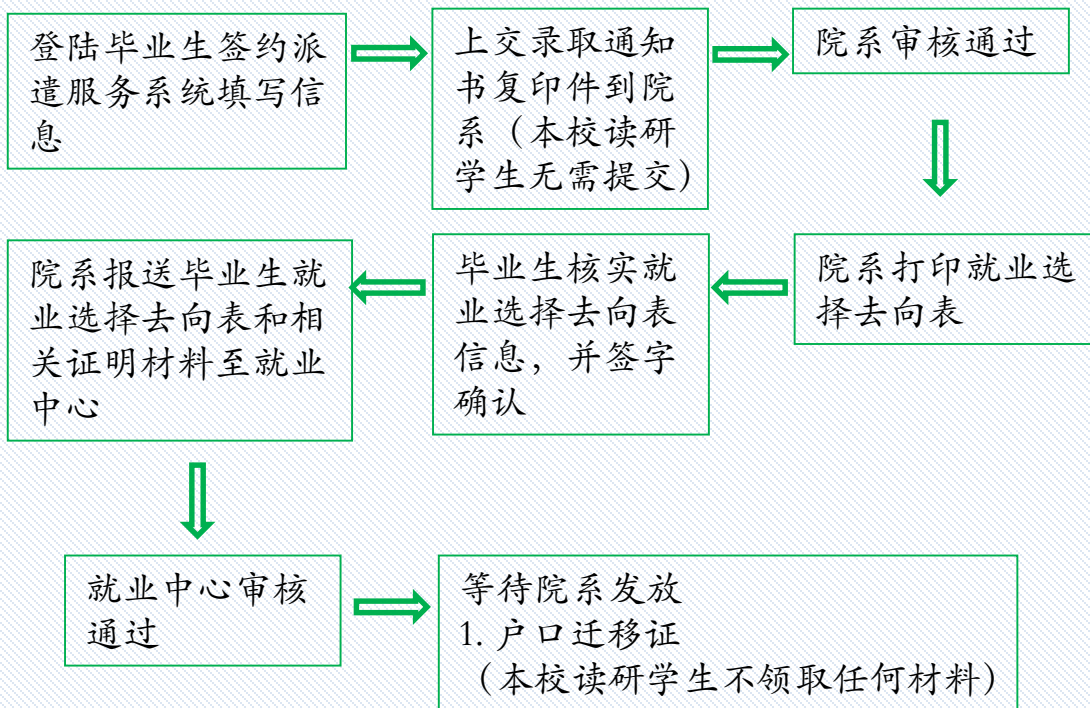 登陆毕业生签约派
遣服务系统填写信
息
上交录取通知
书复印件到院
系（本校读研
学生无需提交）
院系审核通过
院系打印就业选
择去向表
毕业生核实就
业选择去向表
信息，并签字
确认
院系报送毕业生就
业选择去向表和相
关证明材料至就业
中心
就业中心审核
通过
等待院系发放
1. 户口迁移证
（本校读研学生不领取任何材料）